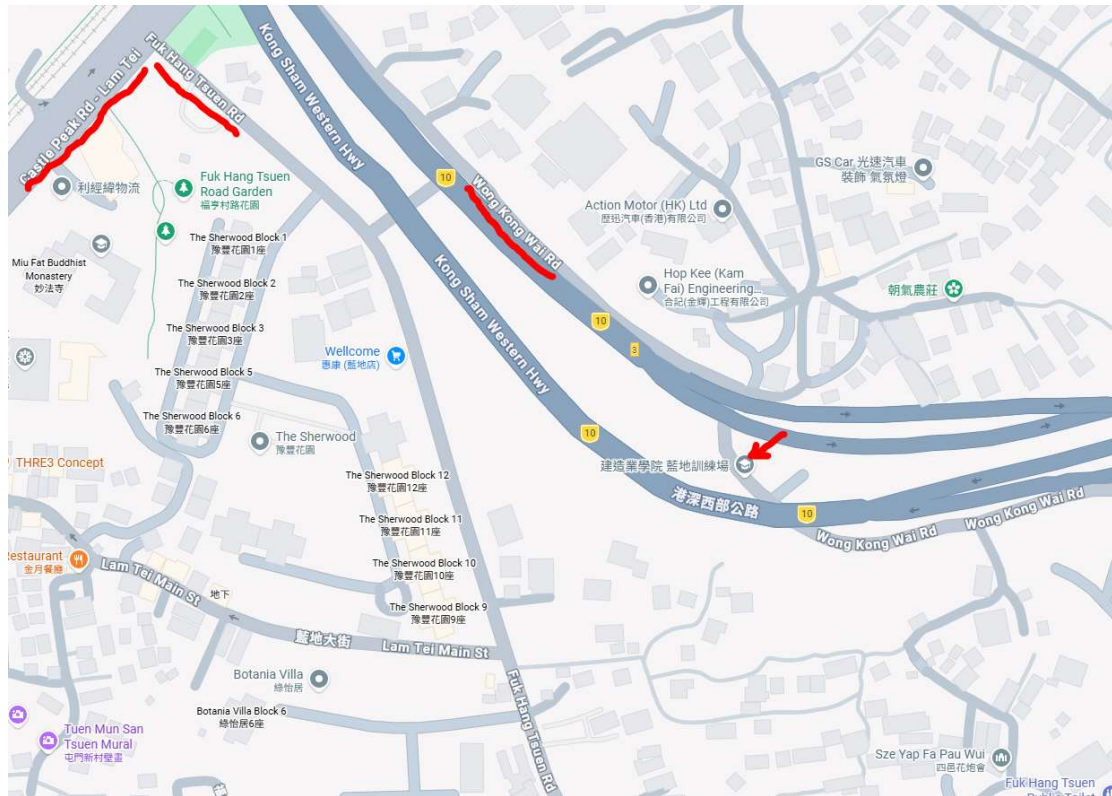 Castle Peak Rd - Lam Tei
Fuk Hang Tsuen Rd
Kong Sham Western Hwy
利經緯物流
Fuk Hang Tsuen
Road Garden
福亨村路花園
Miu Fat Buddhist
Monastery
妙法寺
The Sherwood Block 1
豫豐花園1座
The Sherwood Block 2
豫豐花園2座
The Sherwood Block 3
豫豐花園3座
The Sherwood Block 5
豫豐花園5座
The Sherwood Block 6
豫豐花園6座
10
Wong Kong Wai Rd
GS Car 光速汽車
裝飾 氣氛燈
Action Motor (HK) Ltd
歷迅汽車(香港)有限公司
Hop Kee (Kam
Fai) Engineering...
合記(金輝)工程有限公司
朝氣農莊
Kong Sham Western Hwy
10
3
Wellcome
惠康 (藍地店)
10
The Sherwood
豫豐花園
THRE3 Concept
建造業學院 藍地訓練場
港深西部公路
10
Wong Kong Wai Rd
Wong Kong Wai Rd
The Sherwood Block 12
豫豐花園12座
The Sherwood Block 11
豫豐花園11座
The Sherwood Block 10
豫豐花園10座
The Sherwood Block 9
豫豐花園9座
Restaurant
金月餐廳
Lam Tei Main St
地下
藍地大街
Lam Tei Main St
Botania Villa
綠怡居
Botania Villa Block 6
綠怡居6座
Fuk Hang Tsuen Rd
Tuen Mun San
Tsuen Mural
屯門新村壁畫
Sze Yap Fa Pau Wui
四邑花炮會
Fuk Hang Tsuen
Public Toilet